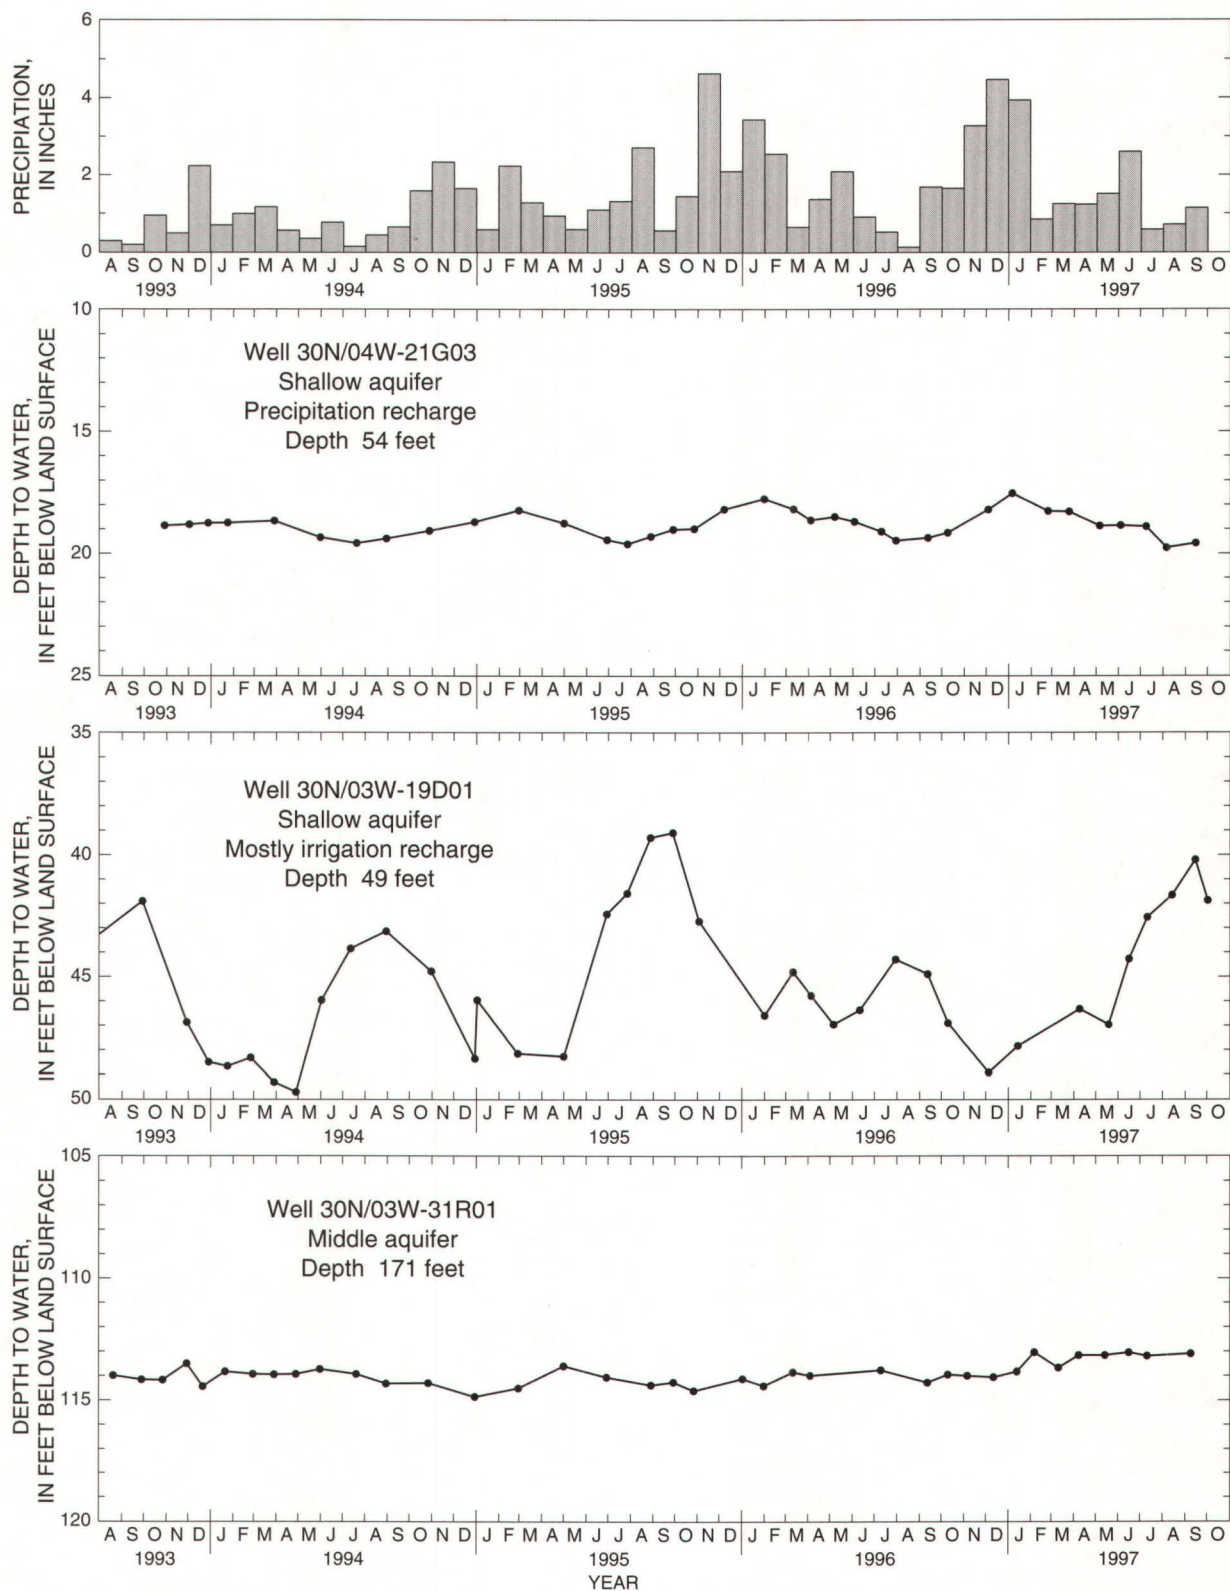 PRECIPIATION,
IN INCHES
6
4
2
0
A S O N D J F M A M J J A S O N D J F M A M J J A S O N D J F M A M J J A S O N D J F M A M J J A S O
1993 1994 1995 1996 1997
DEPTH TO WATER,
IN FEET BELOW LAND SURFACE
10
15
20
25
Well 30N/04W-21G03
Shallow aquifer
Precipitation recharge
Depth 54 feet
A S O N D J F M A M J J A S O N D J F M A M J J A S O N D J F M A M J J A S O N D J F M A M J J A S O
1993 1994 1995 1996 1997
DEPTH TO WATER,
IN FEET BELOW LAND SURFACE
35
40
45
50
Well 30N/03W-19D01
Shallow aquifer
Mostly irrigation recharge
Depth 49 feet
A S O N D J F M A M J J A S O N D J F M A M J J A S O N D J F M A M J J A S O N D J F M A M J J A S O
1993 1994 1995 1996 1997
DEPTH TO WATER,
IN FEET BELOW LAND SURFACE
105
110
115
120
Well 30N/03W-31R01
Middle aquifer
Depth 171 feet
A S O N D J F M A M J J A S O N D J F M A M J J A S O N D J F M A M J J A S O N D J F M A M J J A S O
1993 1994 1995 1996 1997
YEAR